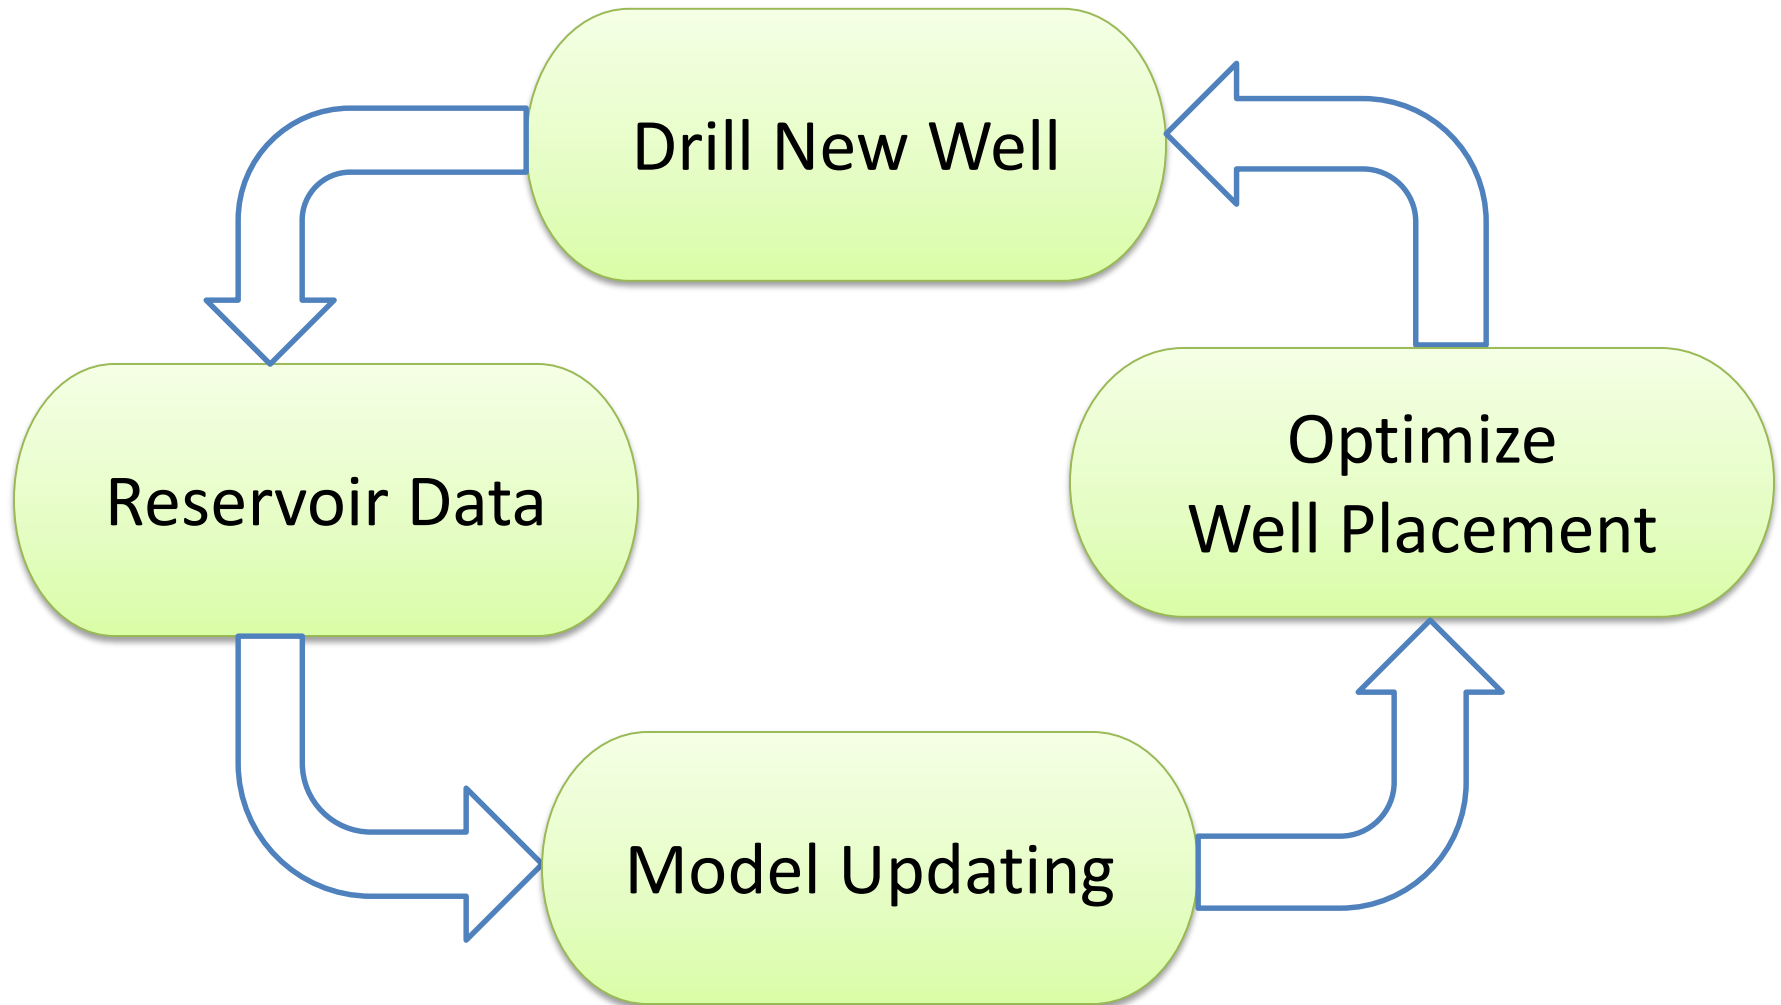 Drill New Well
Reservoir Data
Optimize
Well Placement
Model Updating